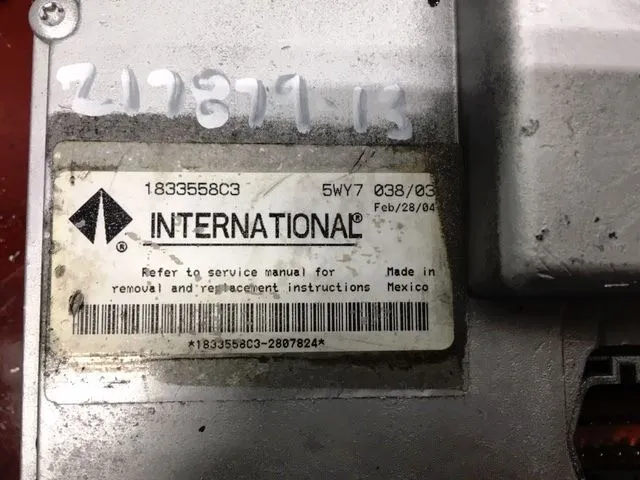 217879-13
1833558C3 5WY7 038/03
Feb/28/04
INTERNATIONAL®
®
Refer to service manual for Made in
removal and replacement instructions Mexico
*1833558C3-2807824*